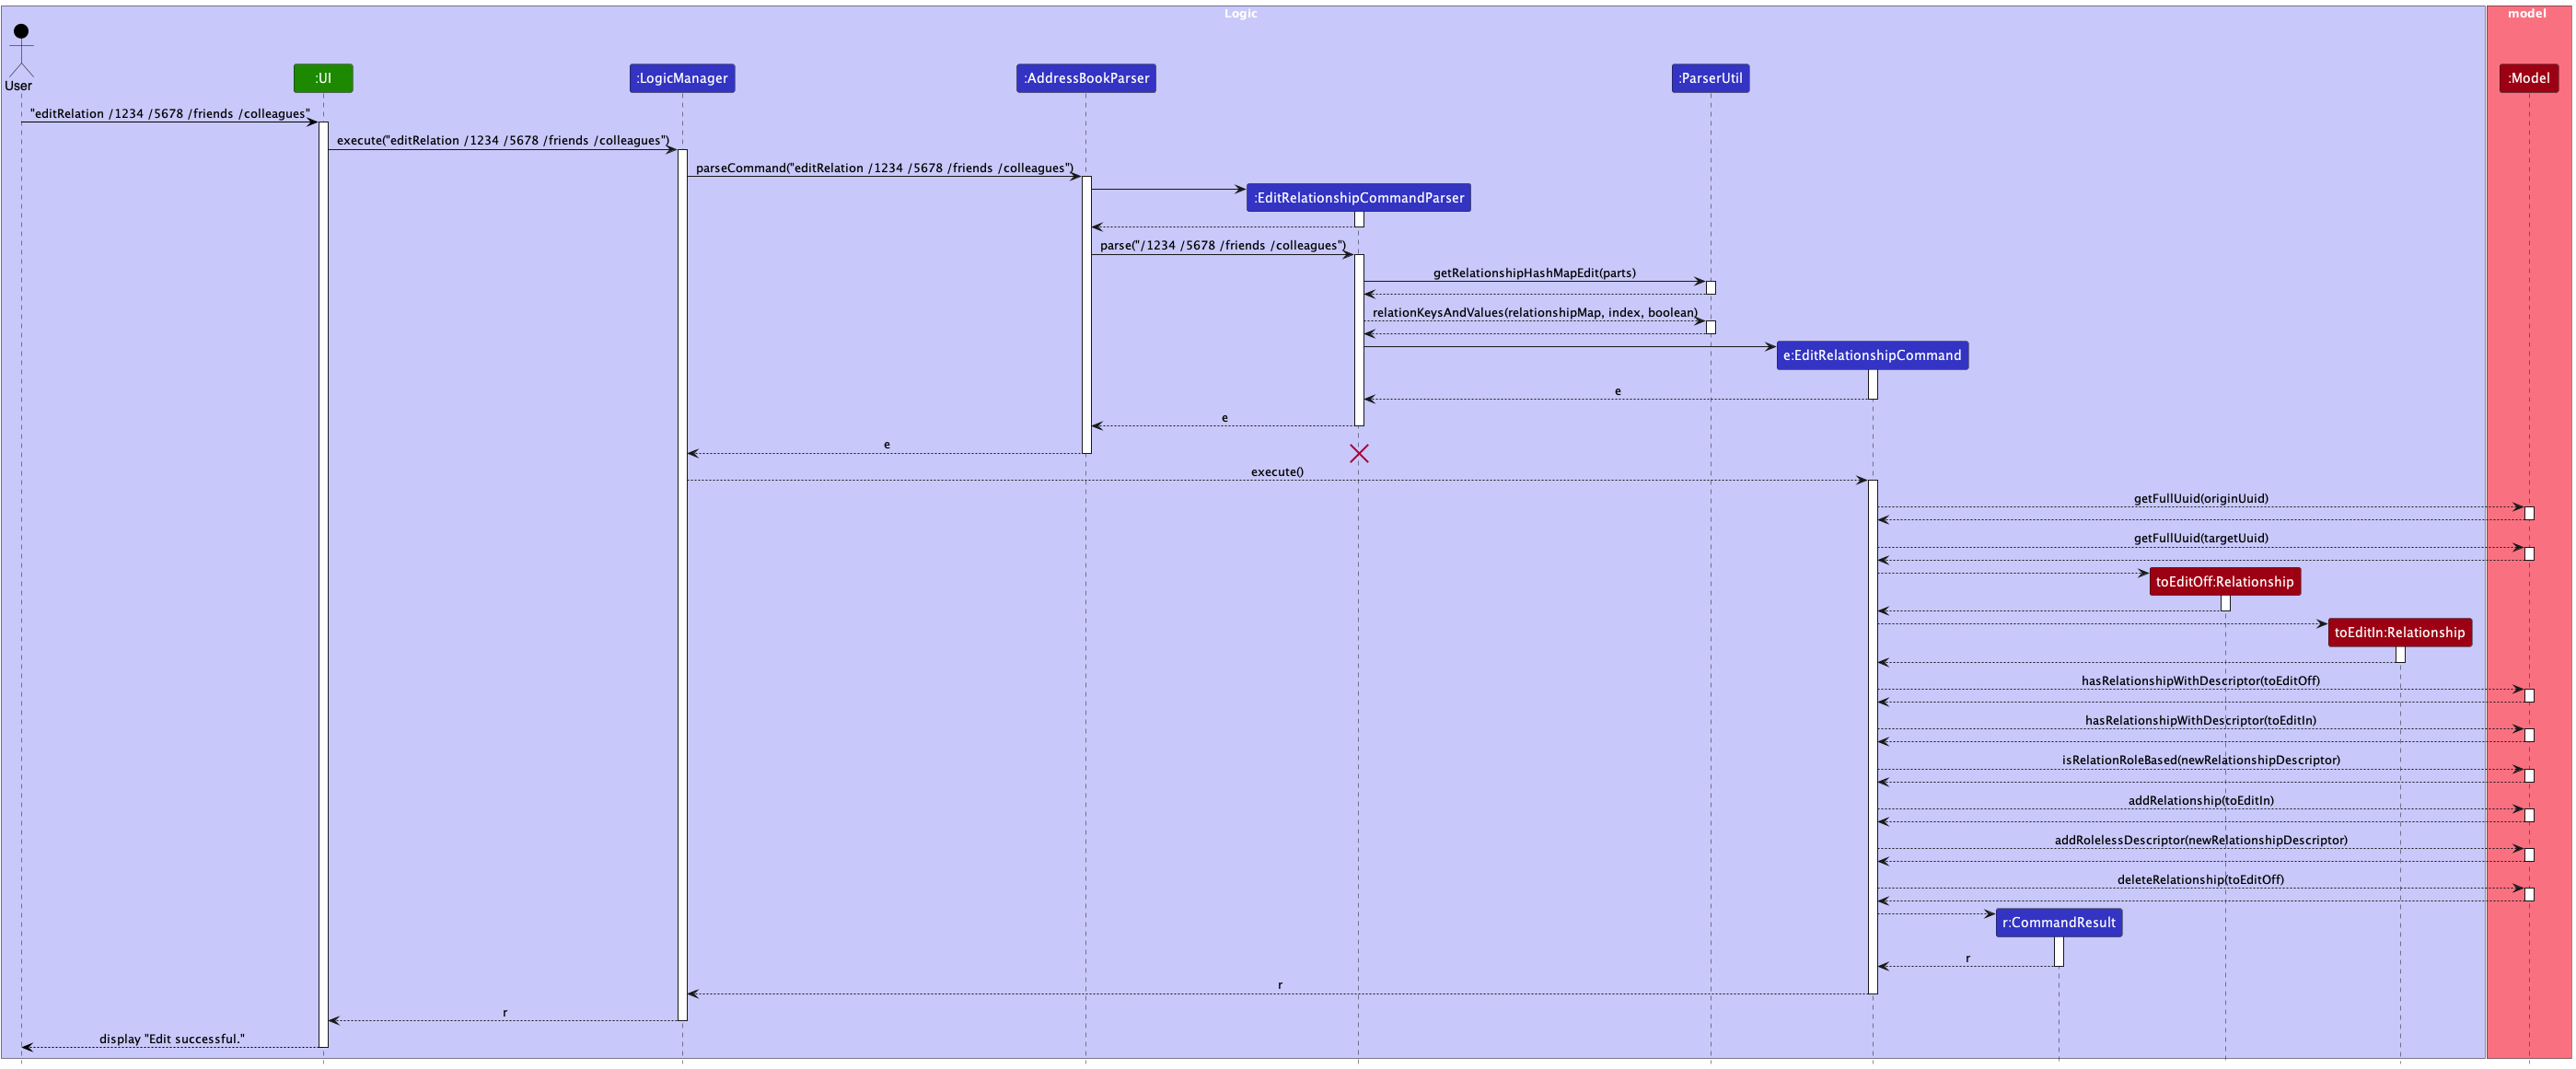 Logic
model
User
:UI
:LogicManager
:AddressBookParser
:ParserUtil
:Model
"editRelation /1234 /5678 /friends /colleagues"
execute("editRelation /1234 /5678 /friends /colleagues")
parseCommand("editRelation /1234 /5678 /friends /colleagues")
:EditRelationshipCommandParser
parse("/1234 /5678 /friends /colleagues")
getRelationshipHashMapEdit(parts)
relationKeysAndValues(relationshipMap, index, boolean)
e:EditRelationshipCommand
e
e
e
execute()
getFullUuid(originUuid)
getFullUuid(targetUuid)
toEditOff:Relationship
toEditIn:Relationship
hasRelationshipWithDescriptor(toEditOff)
hasRelationshipWithDescriptor(toEditIn)
isRelationRoleBased(newRelationshipDescriptor)
addRelationship(toEditIn)
addRolelessDescriptor(newRelationshipDescriptor)
deleteRelationship(toEditOff)
r:CommandResult
r
r
r
display "Edit successful."